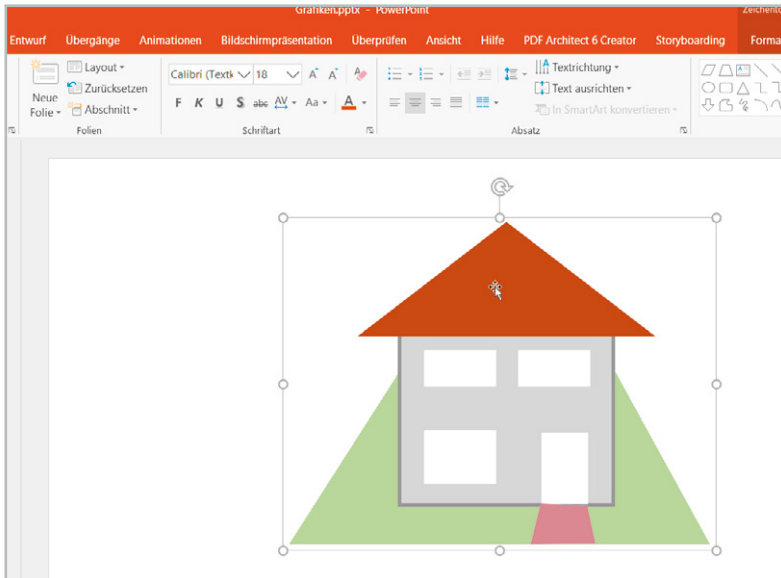 Grafiken.pptx - PowerPoint
Entwurf Übergänge Animationen Bildschirmpräsentation Überprüfen Ansicht Hilfe PDF Architect 6 Creator Storyboarding Forma
Layout
Zurücksetzen
Abschnitt
Neue
Folie
Calibri (Textk 18 A A
F K U S abc AV Aa A
Textrichtung
Text ausrichten
In SmartArt konvertieren
Folien Schriftart Absatz